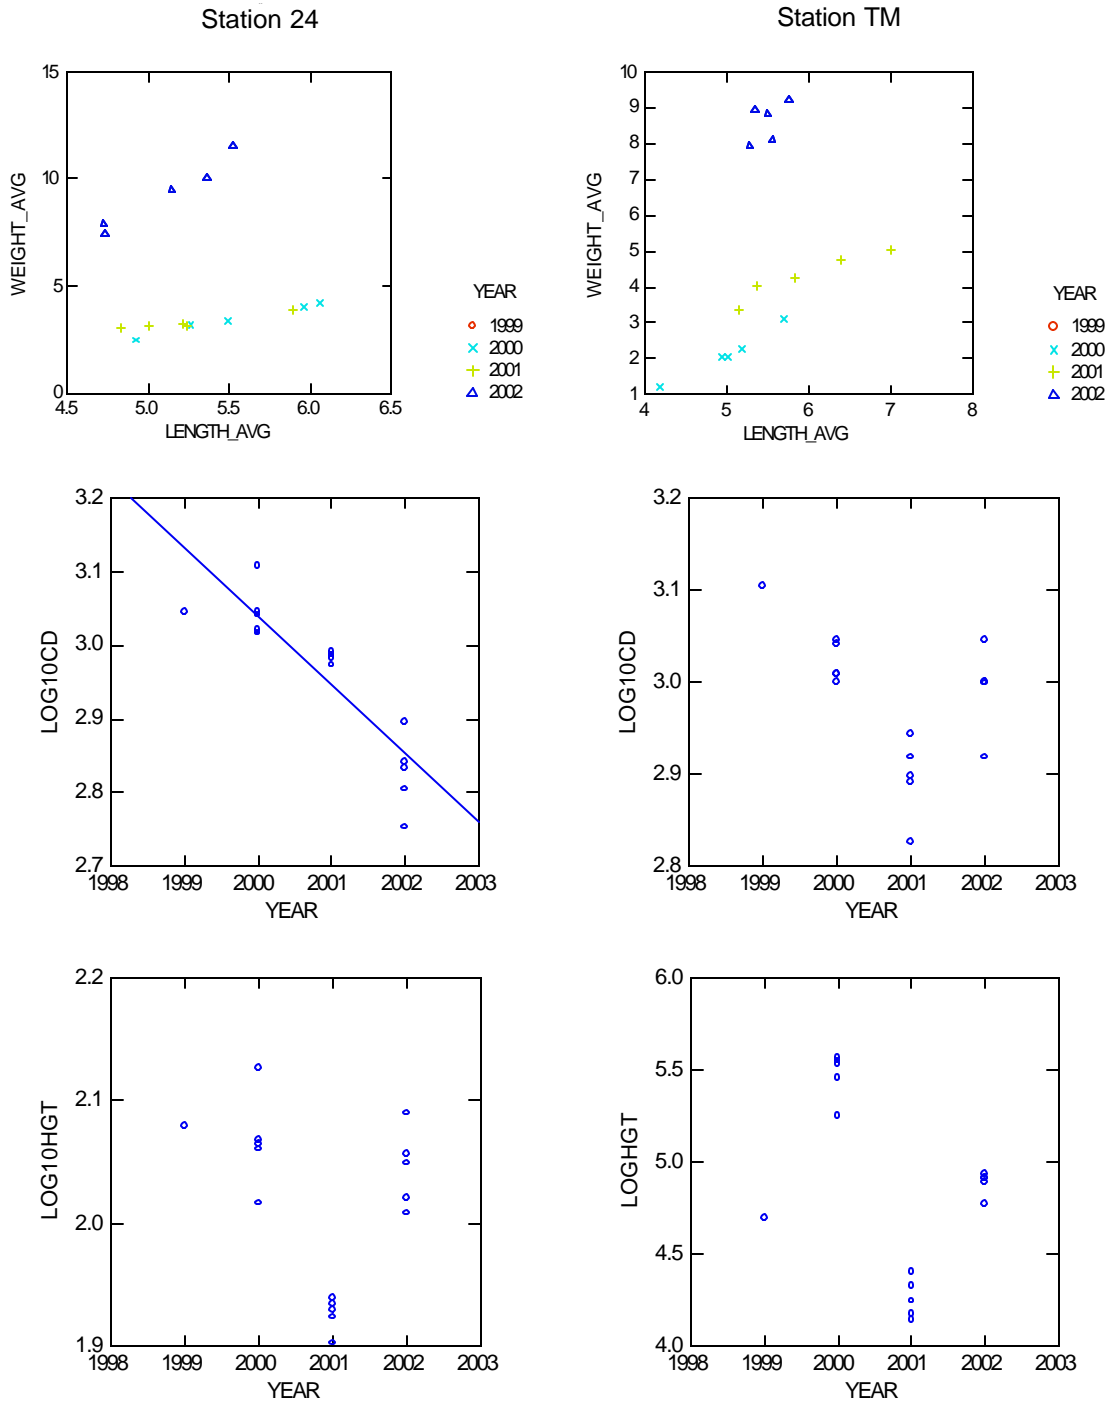 Station 24
Station TM
15
10
5
0
4.5 5.0 5.5 6.0 6.5
WEIGHT_AVG
LENGTH_AVG
YEAR
1999
2000
2001
2002
10
9
8
7
6
5
4
3
2
1
4 5 6 7 8
WEIGHT_AVG
LENGTH_AVG
YEAR
1999
2000
2001
2002
3.2
3.1
3.0
2.9
2.8
2.7
1998 1999 2000 2001 2002 2003
LOG10CD
YEAR
3.2
3.1
3.0
2.9
2.8
1998 1999 2000 2001 2002 2003
LOG10CD
YEAR
2.2
2.1
2.0
1.9
1998 1999 2000 2001 2002 2003
LOG10HGT
YEAR
6.0
5.5
5.0
4.5
4.0
1998 1999 2000 2001 2002 2003
LOGHGT
YEAR